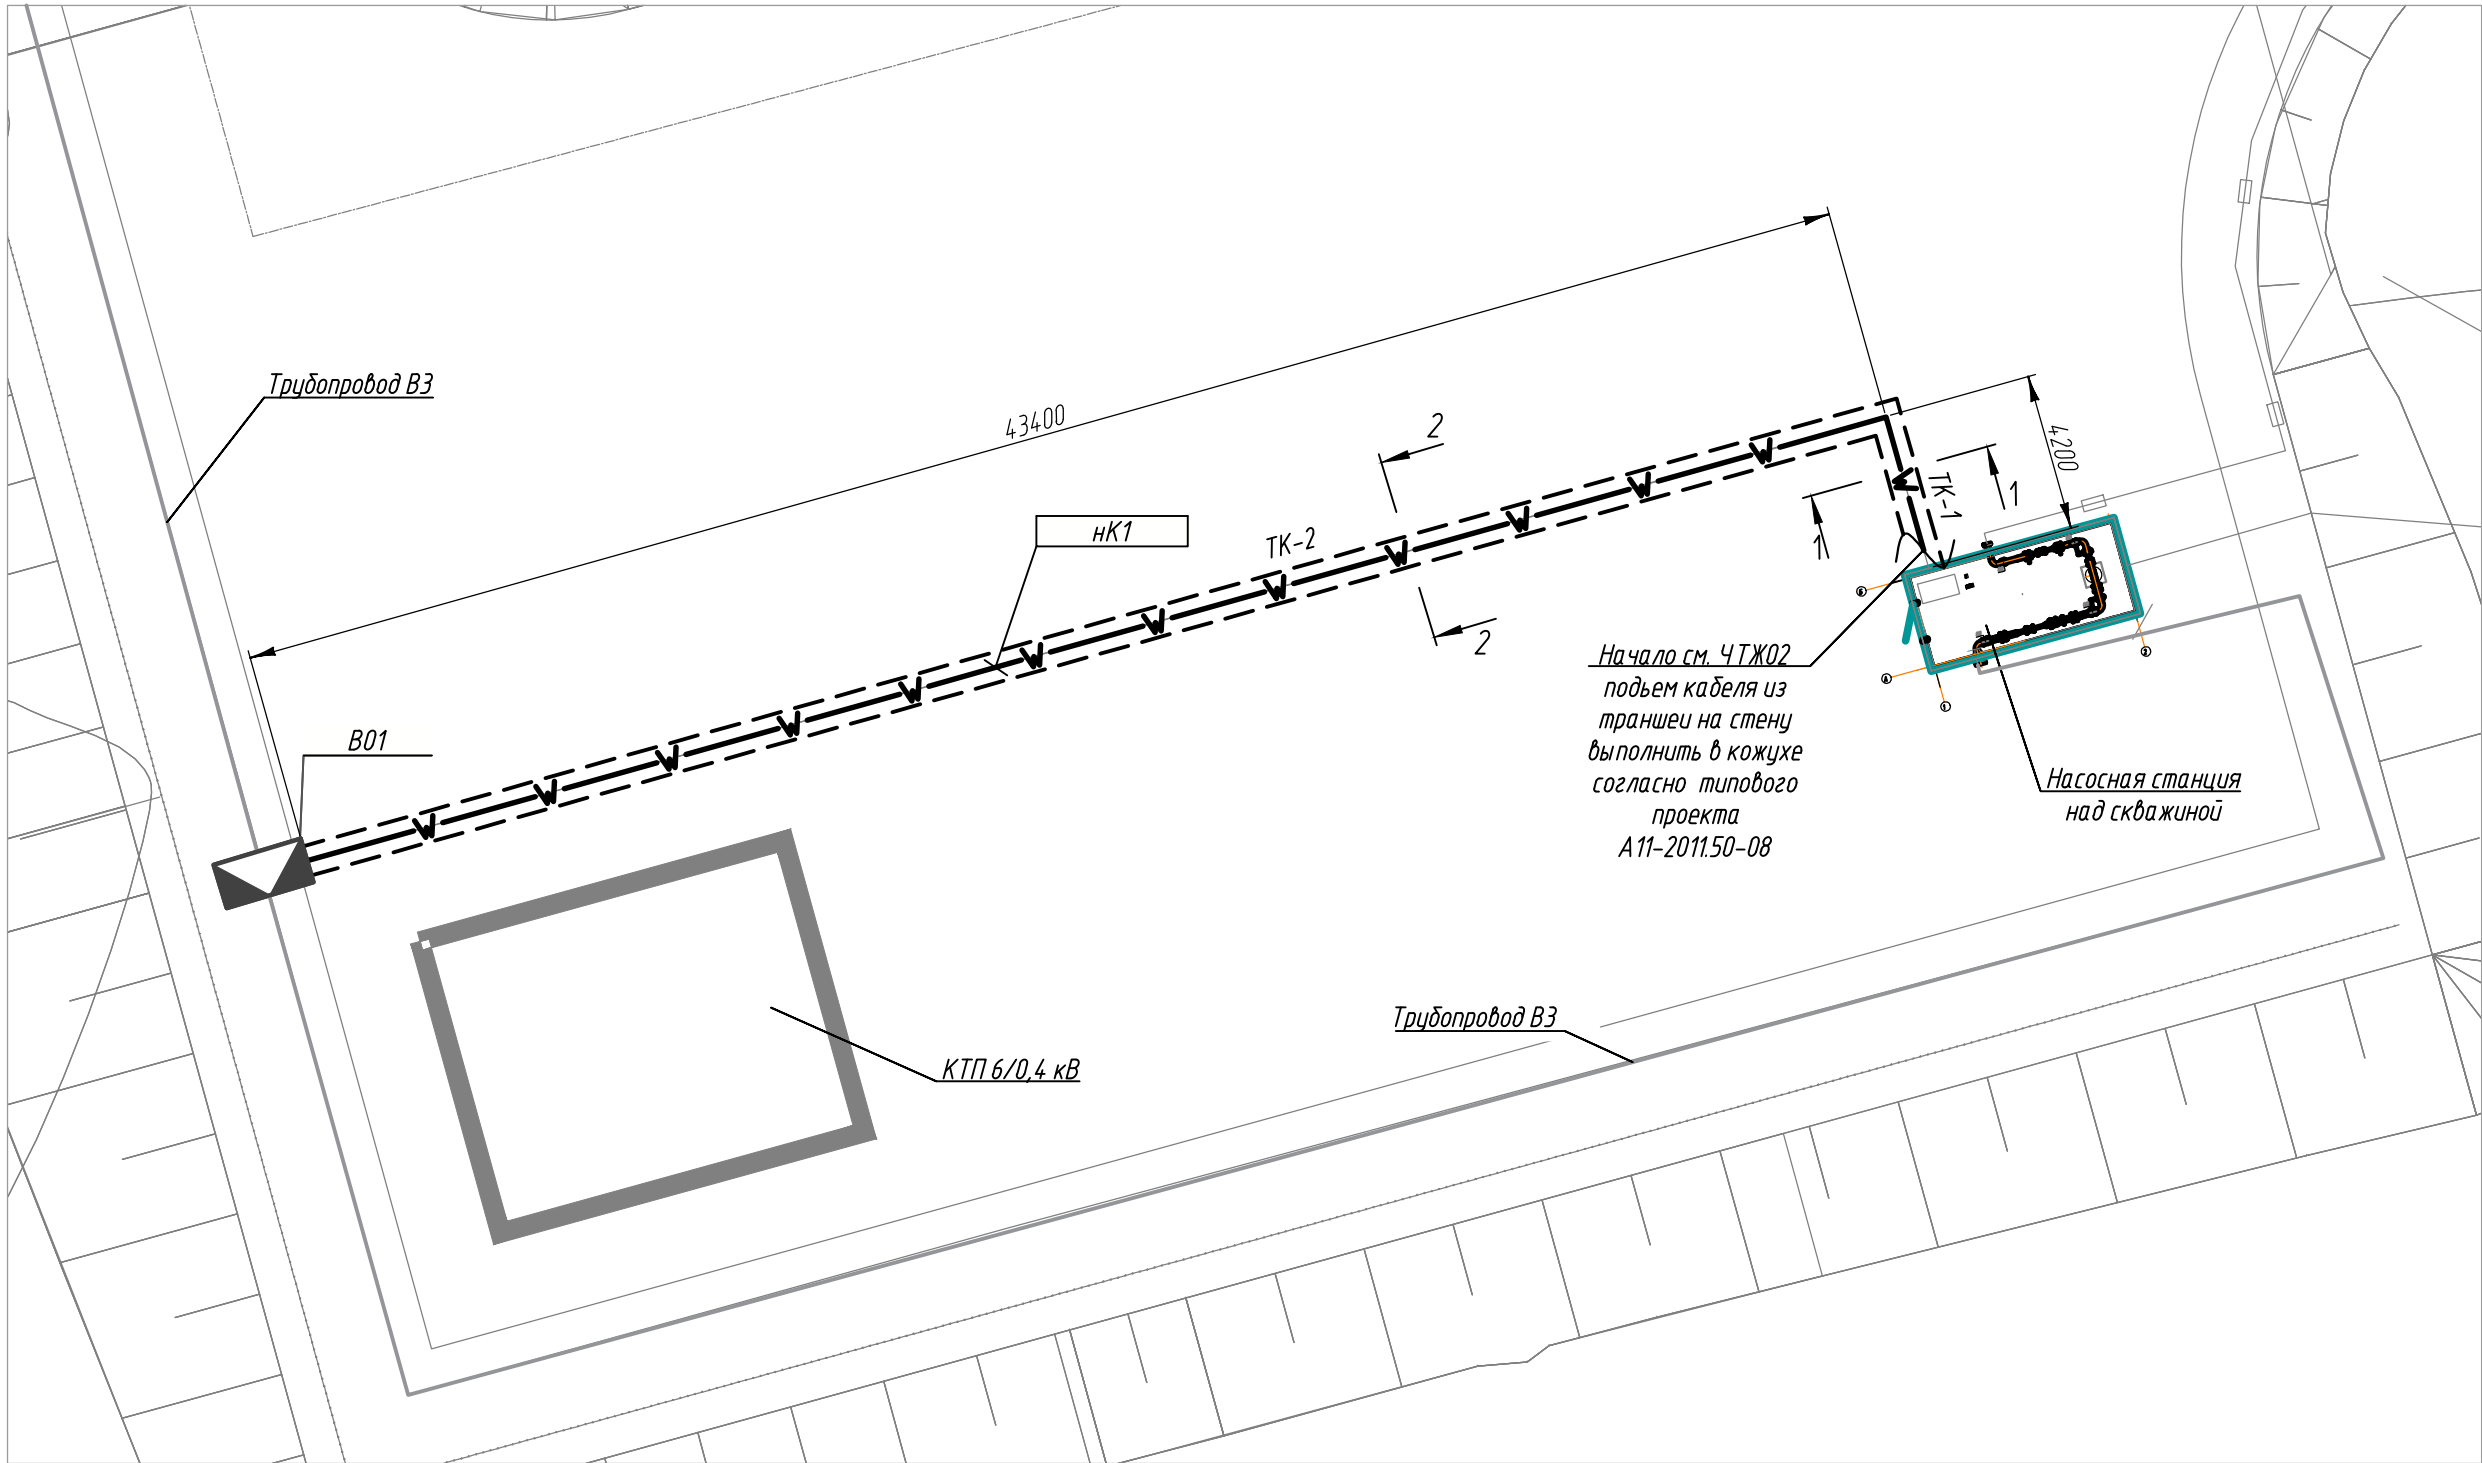 Трубопровод В3
43400
2
4200
1
ТК-1
1
нК1
ТК-2
2
Начало см. ЧТЖ02
подьем кабеля из
траншеи на стену
выполнить в кожухе
согласно типового
проекта
А11-2011.50-08
В01
Насосная станция
над скважиной
Трубопровод В3
КТП 6/0,4 кВ